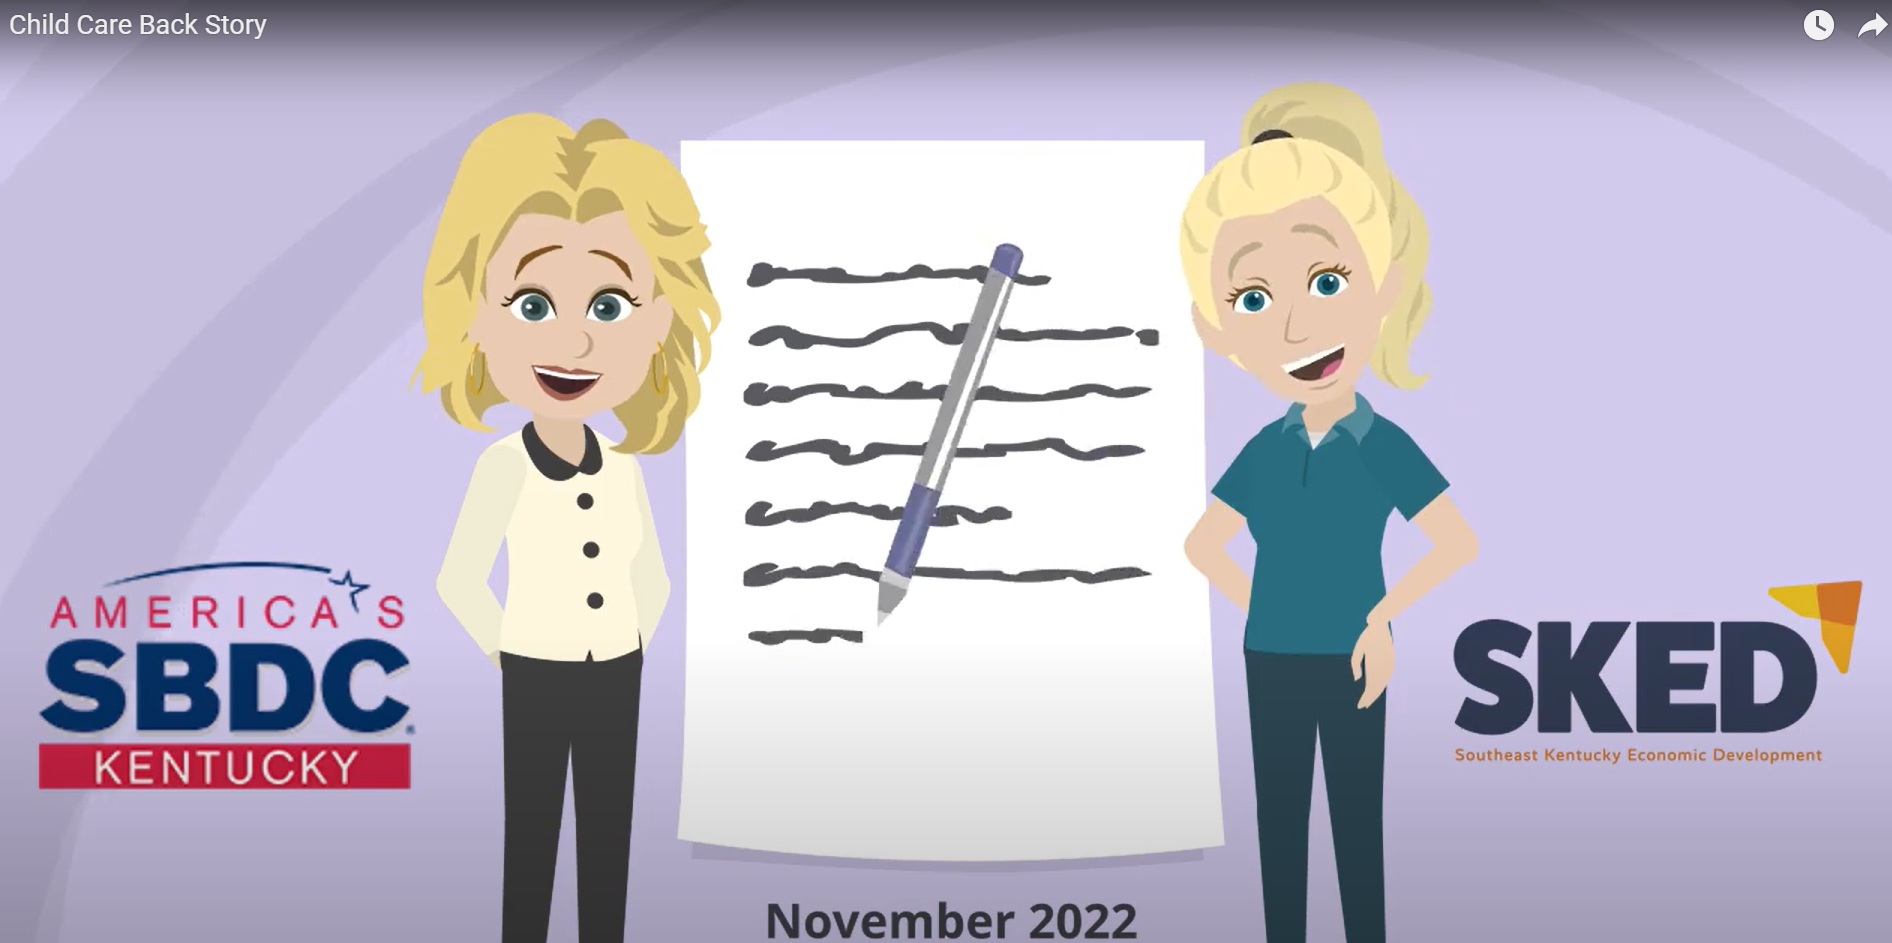 Child Care Back Story
AMERICA'S
SBDC
KENTUCKY
SKED
Southeast Kentucky Economic Development
November 2022